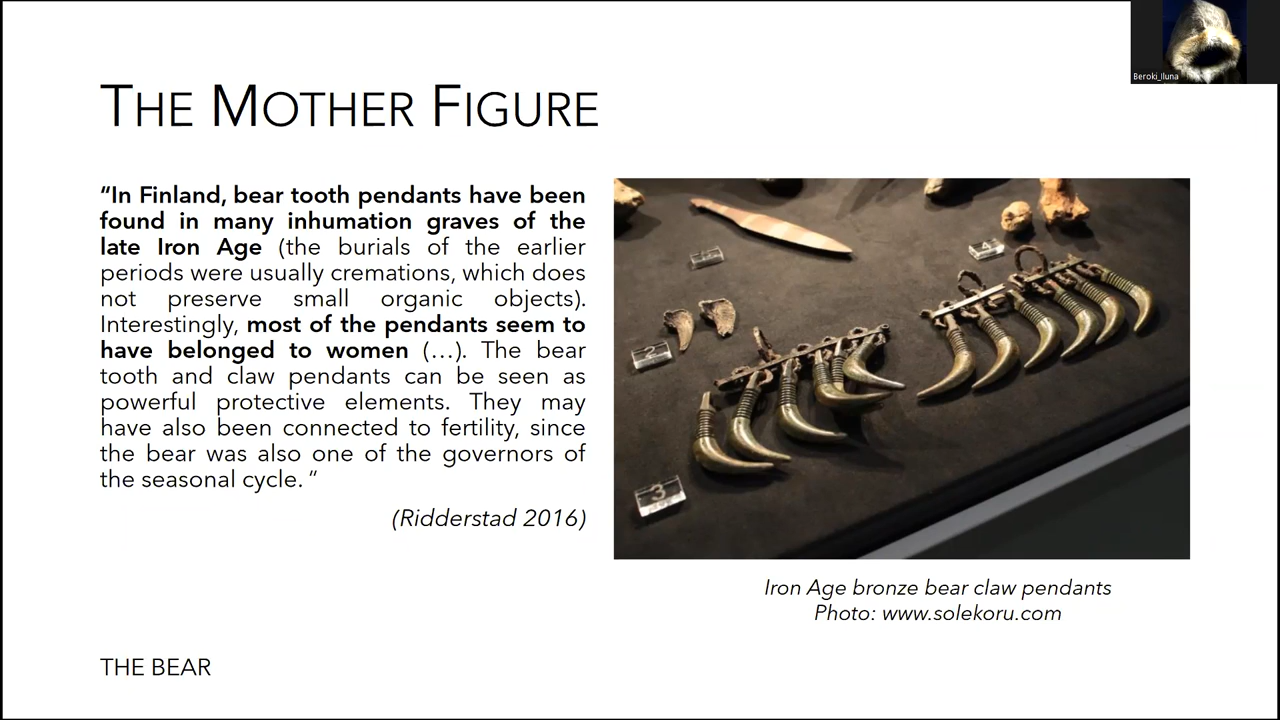 Beroki_Iluna
THE MOTHER FIGURE
“In Finland, bear tooth pendants have been
found in many inhumation graves of the
late Iron Age (the burials of the earlier
periods were usually cremations, which does
not preserve small organic objects).
Interestingly, most of the pendants seem to
have belonged to women (…). The bear
tooth and claw pendants can be seen as
powerful protective elements. They may
have also been connected to fertility, since
the bear was also one of the governors of
the seasonal cycle. “
(Ridderstad 2016)
2
3
4
Iron Age bronze bear claw pendants
Photo: www.solekoru.com
THE BEAR